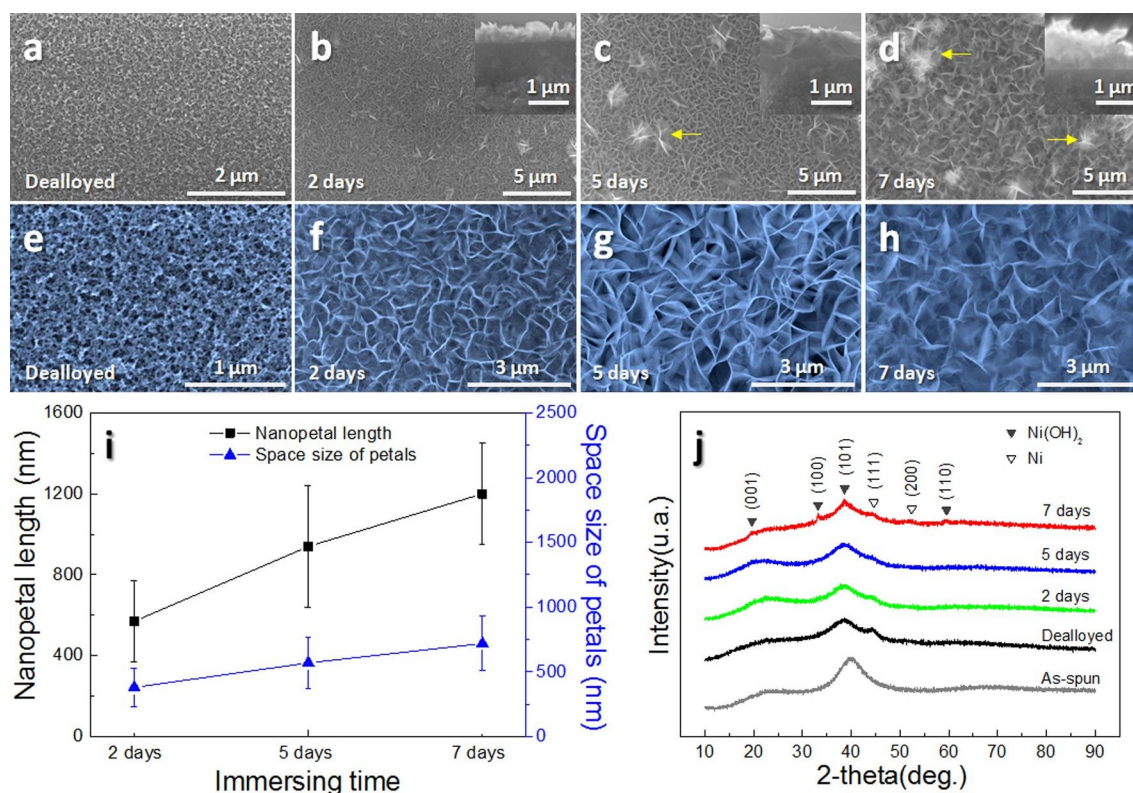 a
Dealloyed
2 µm
b
1 µm
2 days
5 µm
c
1 µm
5 days
5 µm
d
1 µm
7 days
5 µm
e
Dealloyed
1 µm
f
2 days
3 µm
g
5 days
3 µm
h
7 days
3 µm
i
Nanopetal length
Space size of petals
Nanopetal length (nm)
1600
1200
800
400
0
2500
2000
1500
1000
500
0
Space size of petals (nm)
2 days
5 days
7 days
Immersing time
j
Ni(OH)₂
Ni
(001)
(100)
(101)
(111)
(200)
(110)
7 days
5 days
2 days
Dealloyed
As-spun
Intensity(u.a.)
10
20
30
40
50
60
70
80
90
2-theta(deg.)